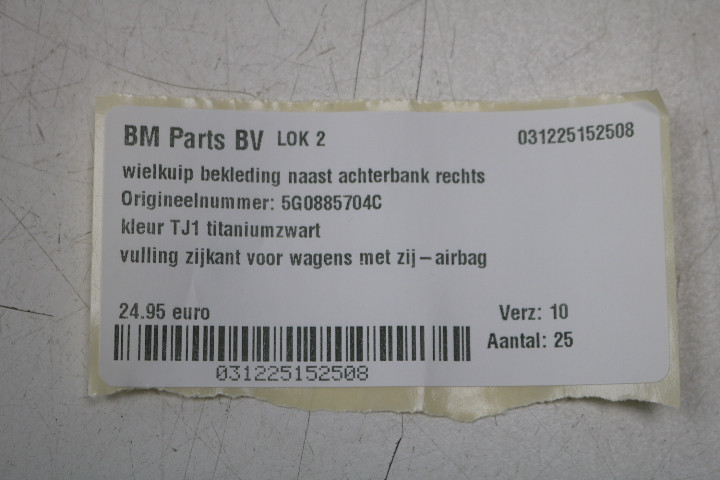 BM Parts BV LOK 2 031225152508
wielkuip bekleding naast achterbank rechts
Origineelnummer: 5G0885704C
kleur TJ1 titaniumzwart
vulling zijkant voor wagens met zij-airbag
24.95 euro Verz: 10
Aantal: 25
031225152508